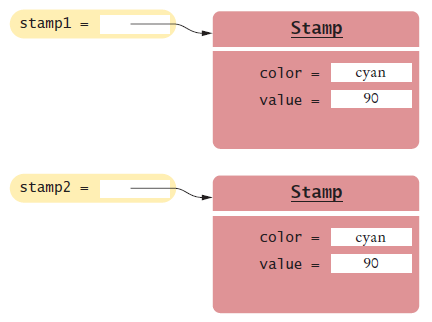 stamp1 =
Stamp
color = cyan
value = 90
stamp2 =
Stamp
color = cyan
value = 90